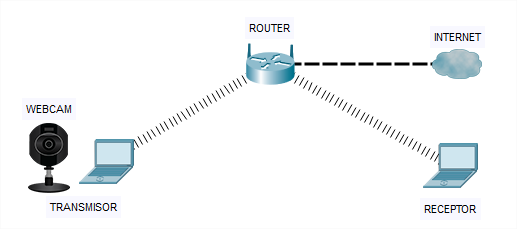 ROUTER
INTERNET
WEBCAM
TRANSMISOR
RECEPTOR